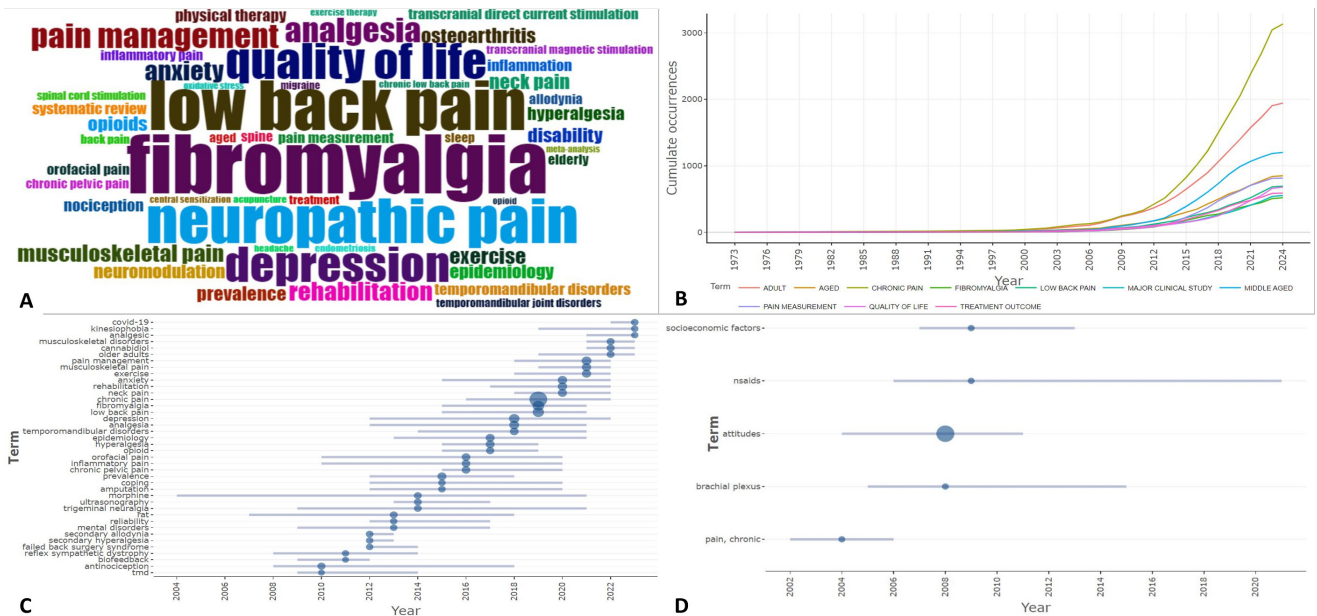 physical therapy
exercise therapy
transcranial direct current stimulation
pain management
analgesia
osteoarthritis
inflammatory pain
quality of life
transcranial magnetic stimulation
anxiety
inflammation
oxidative stress
migraine
chronic low back pain
neck pain
spinal cord stimulation
low back pain
allodynia
systematic review
hyperalgesia
opioids
aged
spine
pain measurement
sleep
disability
back pain
meta-analysis
elderly
orofacial pain
fibromyalgia
chronic pelvic pain
central sensitization
acupuncture
treatment
opioid
nociception
neuropathic pain
musculoskeletal pain
headache
endometriosis
exercise
neuromodulation
depression
epidemiology
prevalence
rehabilitation
temporomandibular disorders
temporomandibular joint disorders
A
3000
2000
1000
0
Cumulate occurrences
1973
1976
1979
1982
1985
1988
1991
1994
1997
2000
2003
2006
2009
2012
2015
2018
2021
2024
Year
Term
ADULT
AGED
CHRONIC PAIN
FIBROMYALGIA
LOW BACK PAIN
MAJOR CLINICAL STUDY
MIDDLE AGED
PAIN MEASUREMENT
QUALITY OF LIFE
TREATMENT OUTCOME
B
covid-19
kinesiophobia
analgesic
musculoskeletal disorders
cannabidiol
older adults
pain management
musculoskeletal pain
exercise
anxiety
rehabilitation
neck pain
chronic pain
fibromyalgia
low back pain
depression
analgesia
temporomandibular disorders
epidemiology
hyperalgesia
opioid
orofacial pain
inflammatory pain
chronic pelvic pain
prevalence
coping
amputation
morphine
ultrasonography
trigeminal neuralgia
rat
reliability
mental disorders
secondary allodynia
secondary hyperalgesia
failed back surgery syndrome
reflex sympathetic dystrophy
biofeedback
antinociception
tmd
Term
2004
2006
2008
2010
2012
2014
2016
2018
2020
2022
Year
C
socioeconomic factors
nsaids
attitudes
brachial plexus
pain, chronic
Term
2002
2004
2006
2008
2010
2012
2014
2016
2018
2020
Year
D